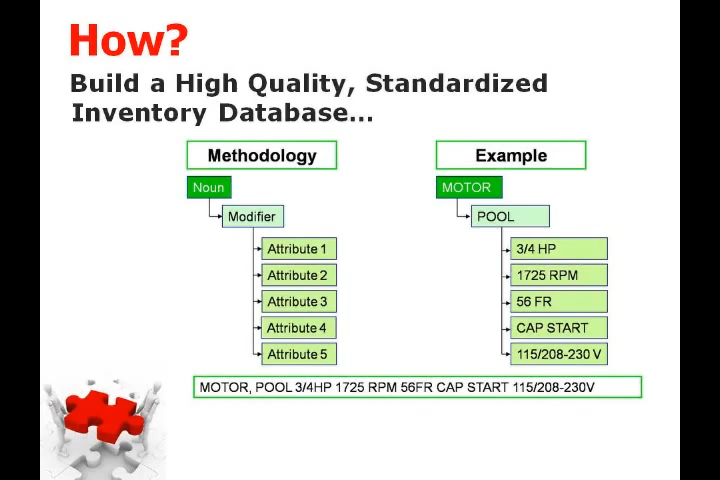 How?
Build a High Quality, Standardized
Inventory Database...
Methodology
Example
Noun
MOTOR
Modifier
POOL
Attribute 1
3/4 HP
Attribute 2
1725 RPM
Attribute 3
56 FR
Attribute 4
CAP START
Attribute 5
115/208-230 V
MOTOR, POOL 3/4HP 1725 RPM 56FR CAP START 115/208-230V